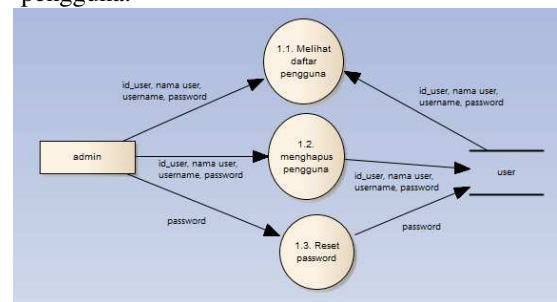 pengguna.
1.1. Melihat
daftar
pengguna
id_user, nama user,
username, password
id_user, nama user,
username, password
admin
id_user, nama user,
username, password
1.2.
menghapus
pengguna
id_user, nama user,
username, password
user
password
1.3. Reset
password
password